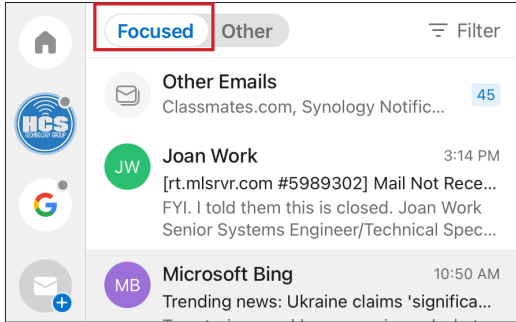 Focused Other Filter
Other Emails
Classmates.com, Synology Notific... 45
HCS
TECHNOLOGY GROUP
JW Joan Work 3:14 PM
[rt.mlsrvr.com #5989302] Mail Not Rece...
FYI. I told them this is closed. Joan Work
Senior Systems Engineer/Technical Spec...
G
MB Microsoft Bing 10:50 AM
Trending news: Ukraine claims 'significa...